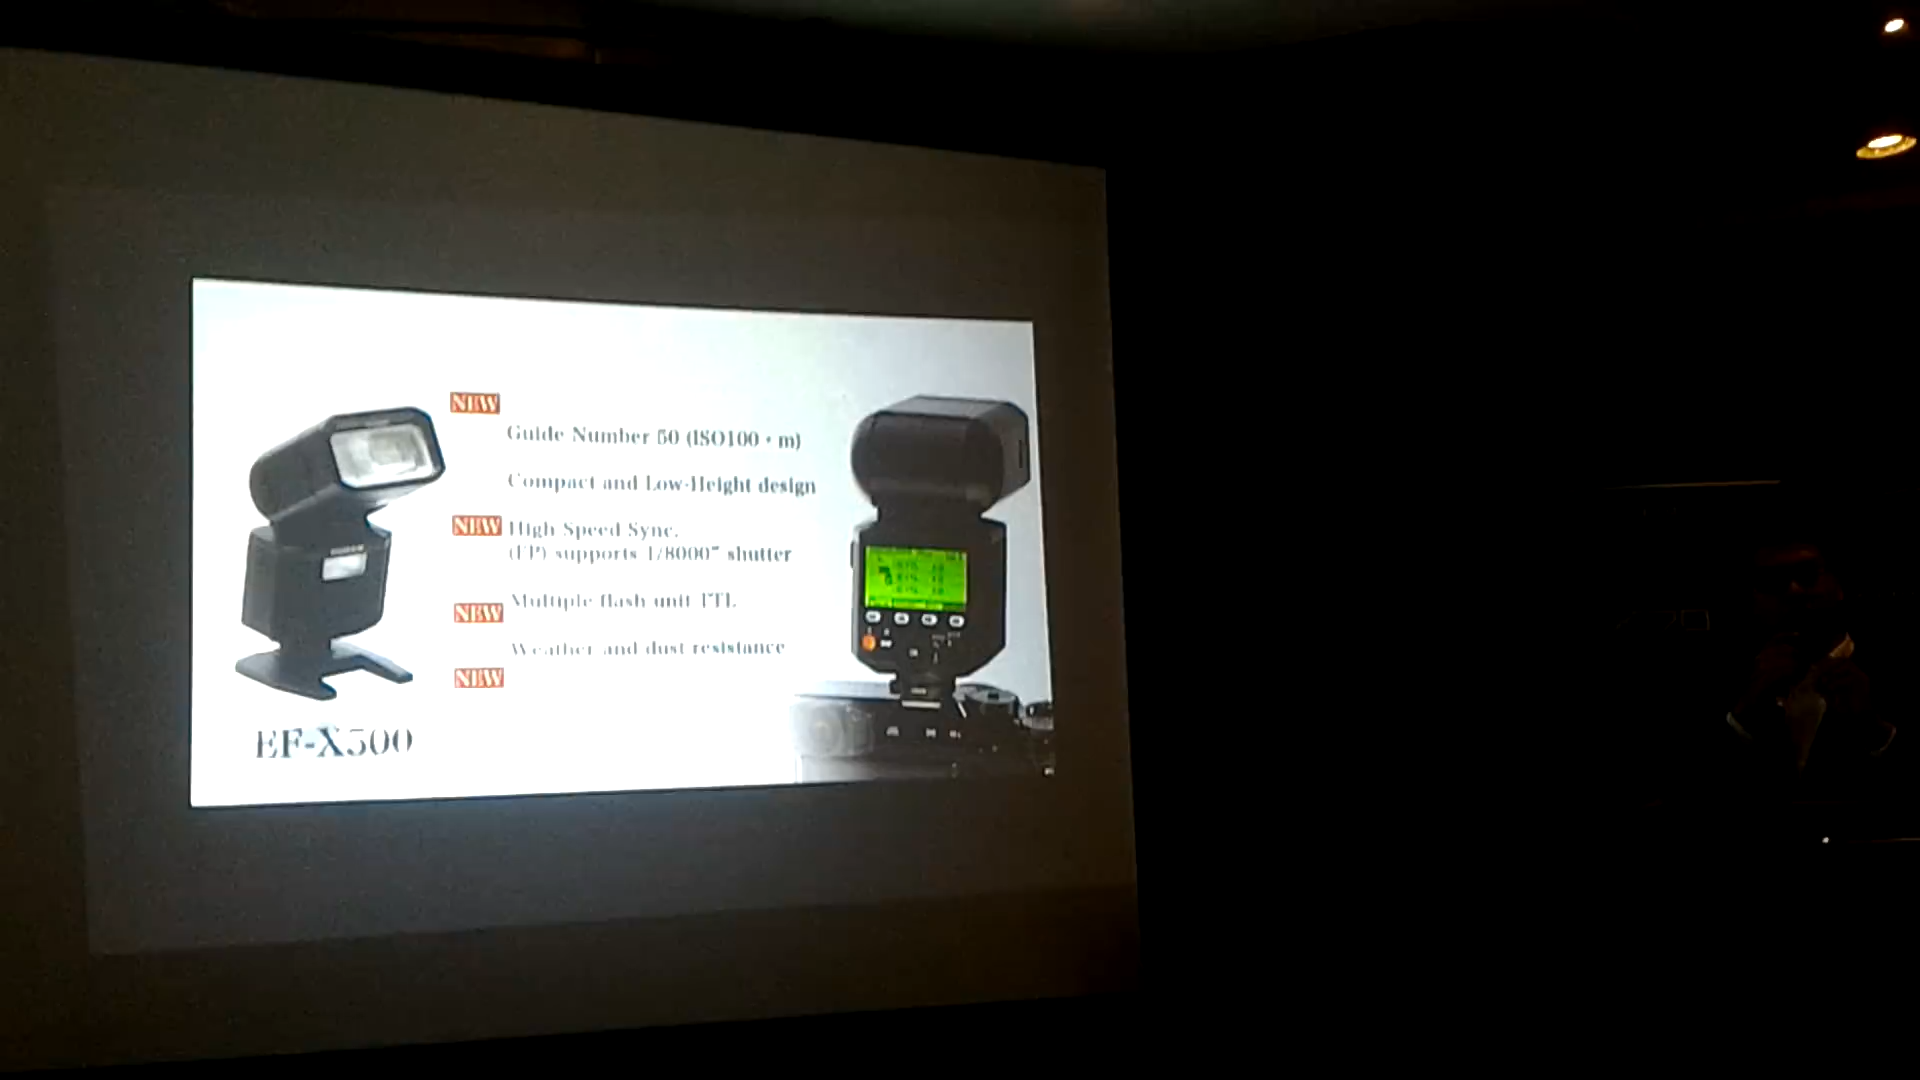 NEW
Guide Number 50 (ISO100・m)
Compact and Low-Height design
NEW High Speed Sync.
(FP) supports 1/8000" shutter
NEW Multiple flash unit TTL
Weather and dust resistance
NEW
EF-X500